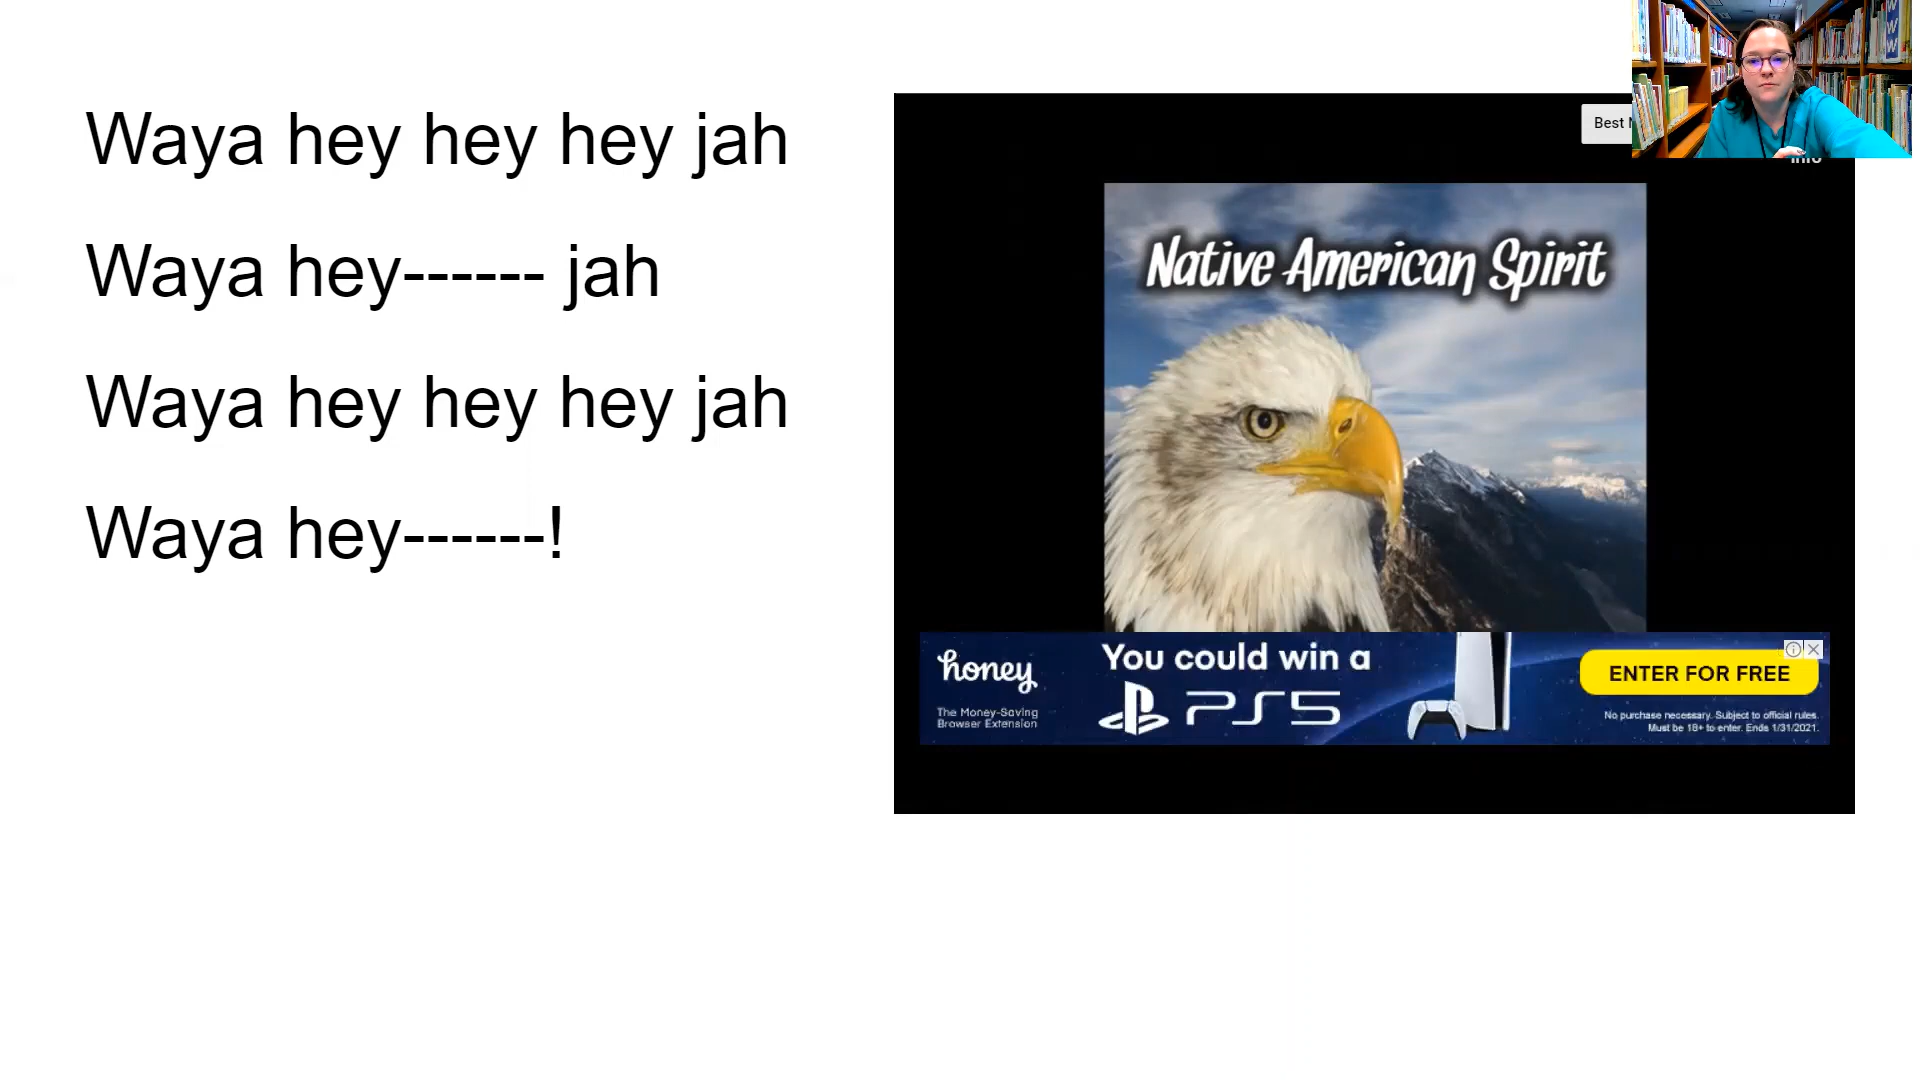 Waya hey hey hey jah
Waya hey------ jah
Waya hey hey hey jah
Waya hey------!
Best
Native American Spirit
honey
The Money-Saving
Browser Extension
You could win a
PS5
ENTER FOR FREE
No purchase necessary. Subject to official rules.
Must be 18+ to enter. Ends 1/31/2021.